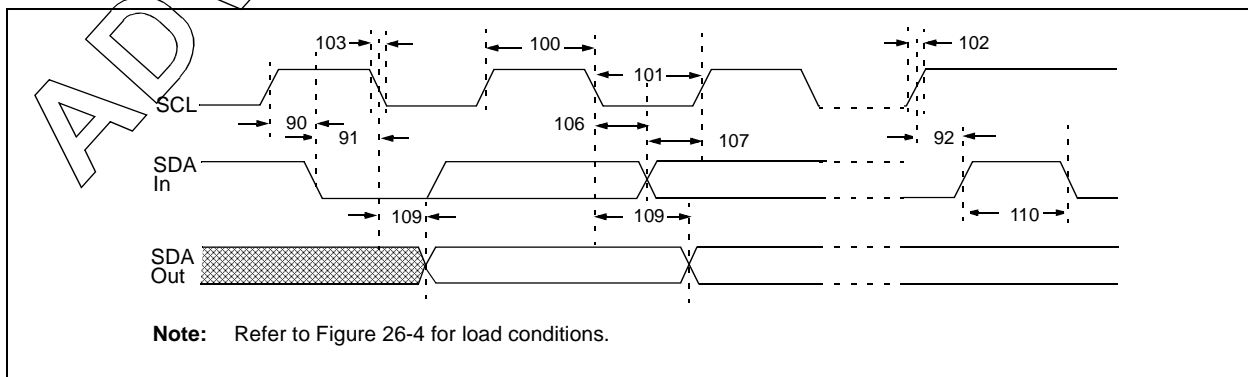 AD
103
100
102
101
SCL
90
91
106
107
92
SDA
In
109
109
110
SDA
Out
Note: Refer to Figure 26-4 for load conditions.